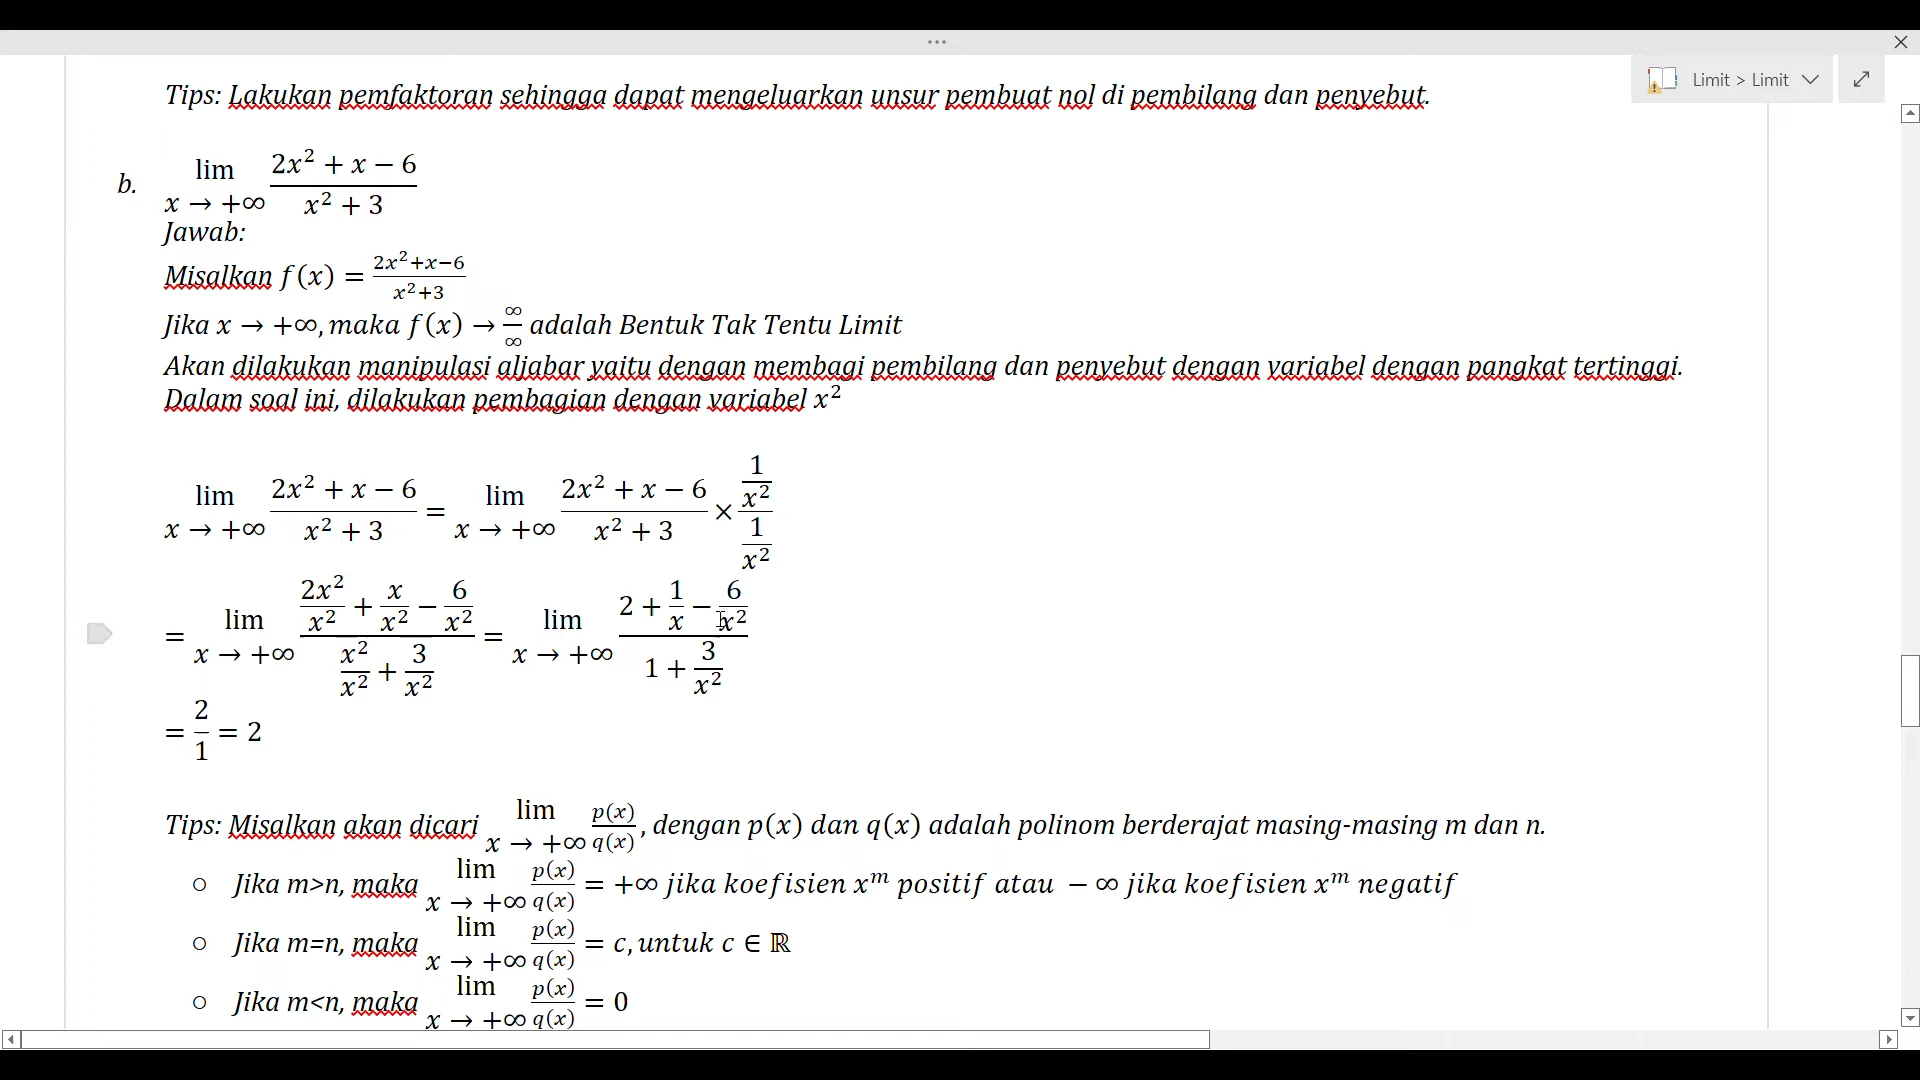 Limit > Limit
Tips: Lakukan pemfaktoran sehingga dapat mengeluarkan unsur pembuat nol di pembilang dan penyebut.
b. lim x → +∞ (2x² + x − 6)/(x² + 3)
Jawab:
Misalkan f(x) = (2x²+x−6)/(x²+3)
Jika x → +∞, maka f(x) → ∞/∞ adalah Bentuk Tak Tentu Limit
Akan dilakukan manipulasi aljabar yaitu dengan membagi pembilang dan penyebut dengan variabel dengan pangkat tertinggi.
Dalam soal ini, dilakukan pembagian dengan variabel x²
lim x → +∞ (2x² + x − 6)/(x² + 3) = lim x → +∞ (2x² + x − 6)/(x² + 3) × (1/x²)/(1/x²)
= lim x → +∞ (2x²/x² + x/x² − 6/x²)/(x²/x² + 3/x²) = lim x → +∞ (2 + 1/x − 6/x²)/(1 + 3/x²)
= 2/1 = 2
Tips: Misalkan akan dicari lim x → +∞ p(x)/q(x), dengan p(x) dan q(x) adalah polinom berderajat masing-masing m dan n.
○ Jika m>n, maka lim x → +∞ p(x)/q(x) = +∞ jika koefisien xᵐ positif atau − ∞ jika koefisien xᵐ negatif
○ Jika m=n, maka lim x → +∞ p(x)/q(x) = c, untuk c ∈ ℝ
○ Jika m<n, maka lim x → +∞ p(x)/q(x) = 0